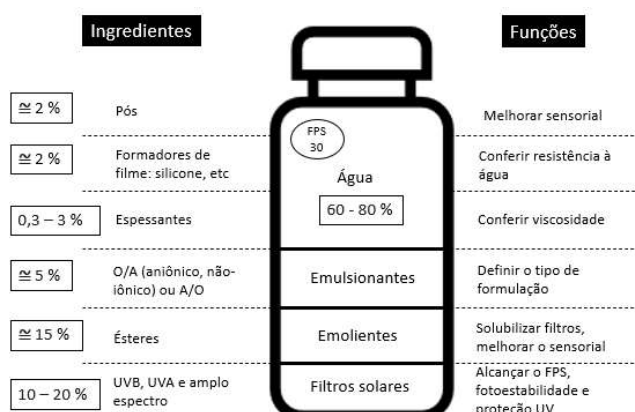 Ingredientes
Funções
≅ 2 %
Pós
Melhorar sensorial
FPS
30
≅ 2 %
Formadores de
filme: silicone, etc
Água
Conferir resistência à
água
0,3 – 3 %
Espessantes
60 - 80 %
Conferir viscosidade
≅ 5 %
O/A (aniônico, não-
iônico) ou A/O
Emulsionantes
Definir o tipo de
formulação
≅ 15 %
Ésteres
Emolientes
Solubilizar filtros,
melhorar o sensorial
10 – 20 %
UVB, UVA e amplo
espectro
Filtros solares
Alcançar o FPS,
fotoestabilidade e
proteção UV